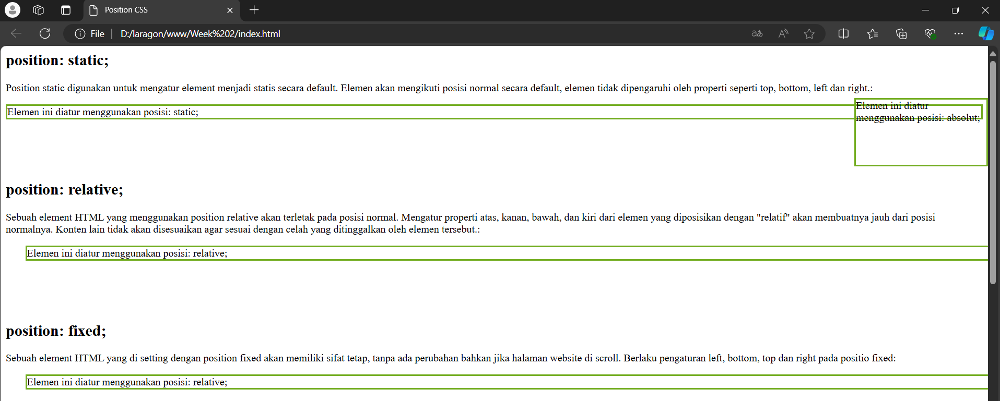 Position CSS
File
D:/laragon/www/Week%202/index.html
aあ
A
position: static;
Position static digunakan untuk mengatur element menjadi statis secara default. Elemen akan mengikuti posisi normal secara default, elemen tidak dipengaruhi oleh properti seperti top, bottom, left dan right.:
Elemen ini diatur menggunakan posisi: static;
Elemen ini diatur
menggunakan posisi: absolut;
position: relative;
Sebuah element HTML yang menggunakan position relative akan terletak pada posisi normal. Mengatur properti atas, kanan, bawah, dan kiri dari elemen yang diposisikan dengan "relatif" akan membuatnya jauh dari posisi
normalnya. Konten lain tidak akan disesuaikan agar sesuai dengan celah yang ditinggalkan oleh elemen tersebut.:
Elemen ini diatur menggunakan posisi: relative;
position: fixed;
Sebuah element HTML yang di setting dengan position fixed akan memiliki sifat tetap, tanpa ada perubahan bahkan jika halaman website di scroll. Berlaku pengaturan left, bottom, top dan right pada positio fixed:
Elemen ini diatur menggunakan posisi: relative;